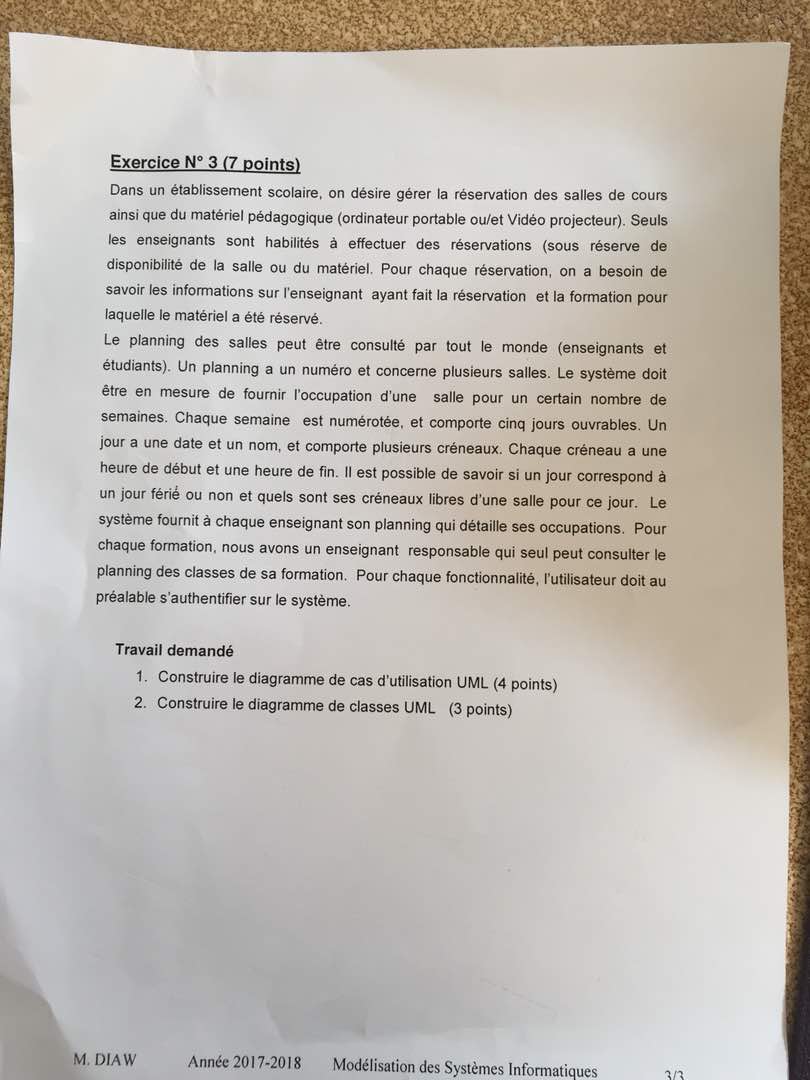 Exercice N° 3 (7 points)
Dans un établissement scolaire, on désire gérer la réservation des salles de cours
ainsi que du matériel pédagogique (ordinateur portable ou/et Vidéo projecteur). Seuls
les enseignants sont habilités à effectuer des réservations (sous réserve de
disponibilité de la salle ou du matériel. Pour chaque réservation, on a besoin de
savoir les informations sur l'enseignant ayant fait la réservation et la formation pour
laquelle le matériel a été réservé.
Le planning des salles peut être consulté par tout le monde (enseignants et
étudiants). Un planning a un numéro et concerne plusieurs salles. Le système doit
être en mesure de fournir l'occupation d'une salle pour un certain nombre de
semaines. Chaque semaine est numérotée, et comporte cinq jours ouvrables. Un
jour a une date et un nom, et comporte plusieurs créneaux. Chaque créneau a une
heure de début et une heure de fin. Il est possible de savoir si un jour correspond à
un jour férié ou non et quels sont ses créneaux libres d'une salle pour ce jour. Le
système fournit à chaque enseignant son planning qui détaille ses occupations. Pour
chaque formation, nous avons un enseignant responsable qui seul peut consulter le
planning des classes de sa formation. Pour chaque fonctionnalité, l'utilisateur doit au
préalable s'authentifier sur le système.
Travail demandé
1. Construire le diagramme de cas d'utilisation UML (4 points)
2. Construire le diagramme de classes UML (3 points)
M. DIAW Année 2017-2018 Modélisation des Systèmes Informatiques 3/3